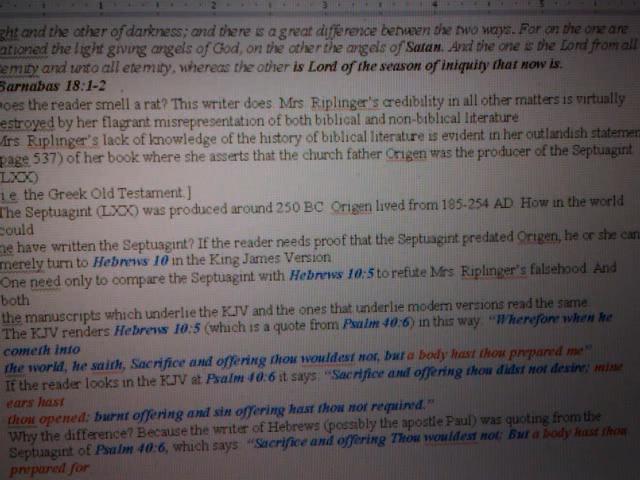 ght and the other of darkness; and there is a great difference between the two ways. For on the one are
ationed the light giving angels of God, on the other the angels of Satan. And the one is the Lord from all
ernity and unto all eternity, whereas the other is Lord of the season of iniquity that now is.
Barnabas 18:1-2
oes the reader smell a rat? This writer does. Mrs. Riplinger's credibility in all other matters is virtually
estroyed by her flagrant misrepresentation of both biblical and non-biblical literature
Mrs. Riplinger's lack of knowledge of the history of biblical literature is evident in her outlandish statemen
page 537) of her book where she asserts that the church father Origen was the producer of the Septuagint
LXX)
i.e. the Greek Old Testament.]
The Septuagint (LXX) was produced around 250 BC. Origen lived from 185-254 AD. How in the world
could
he have written the Septuagint? If the reader needs proof that the Septuagint predated Origen, he or she can
merely turn to Hebrews 10 in the King James Version
One need only to compare the Septuagint with Hebrews 10:5 to refute Mrs. Riplinger's falsehood. And
both
the manuscripts which underlie the KJV and the ones that underlie modern versions read the same.
The KJV renders Hebrews 10:5 (which is a quote from Psalm 40:6) in this way: "Wherefore when he
cometh into
the world, he saith, Sacrifice and offering thou wouldest not, but a body hast thou prepared me"
If the reader looks in the KJV at Psalm 40:6 it says: "Sacrifice and offering thou didst not desire; mine
ears hast
thou opened; burnt offering and sin offering hast thou not required."
Why the difference? Because the writer of Hebrews (possibly the apostle Paul) was quoting from the
Septuagint of Psalm 40:6, which says: "Sacrifice and offering Thou wouldest not; But a body hast thou
prepared for